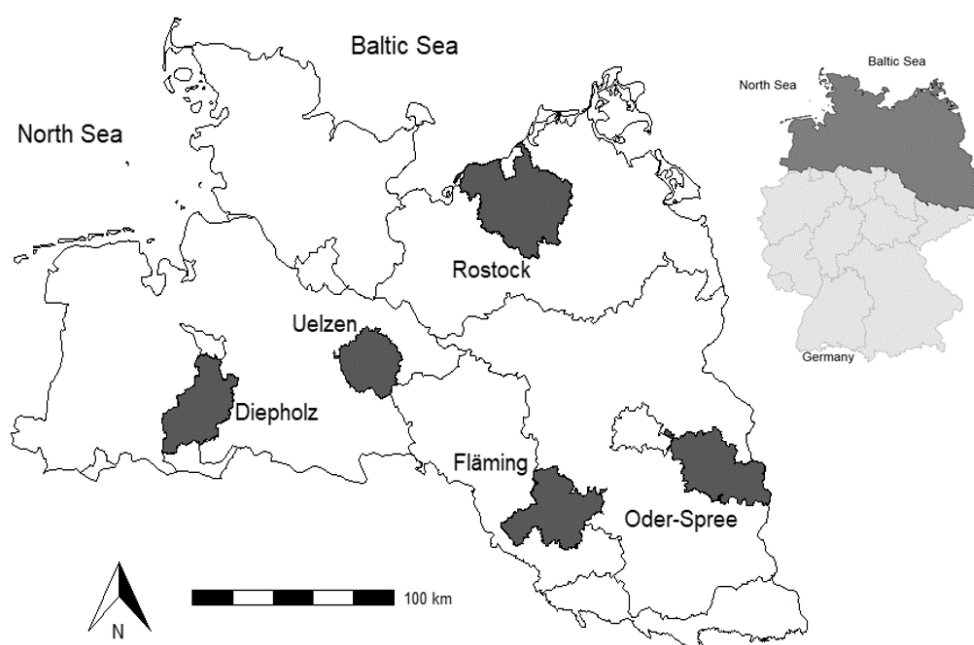 Baltic Sea
North Sea
Rostock
Uelzen
Diepholz
Fläming
Oder-Spree
N
100 km
Baltic Sea
North Sea
Germany